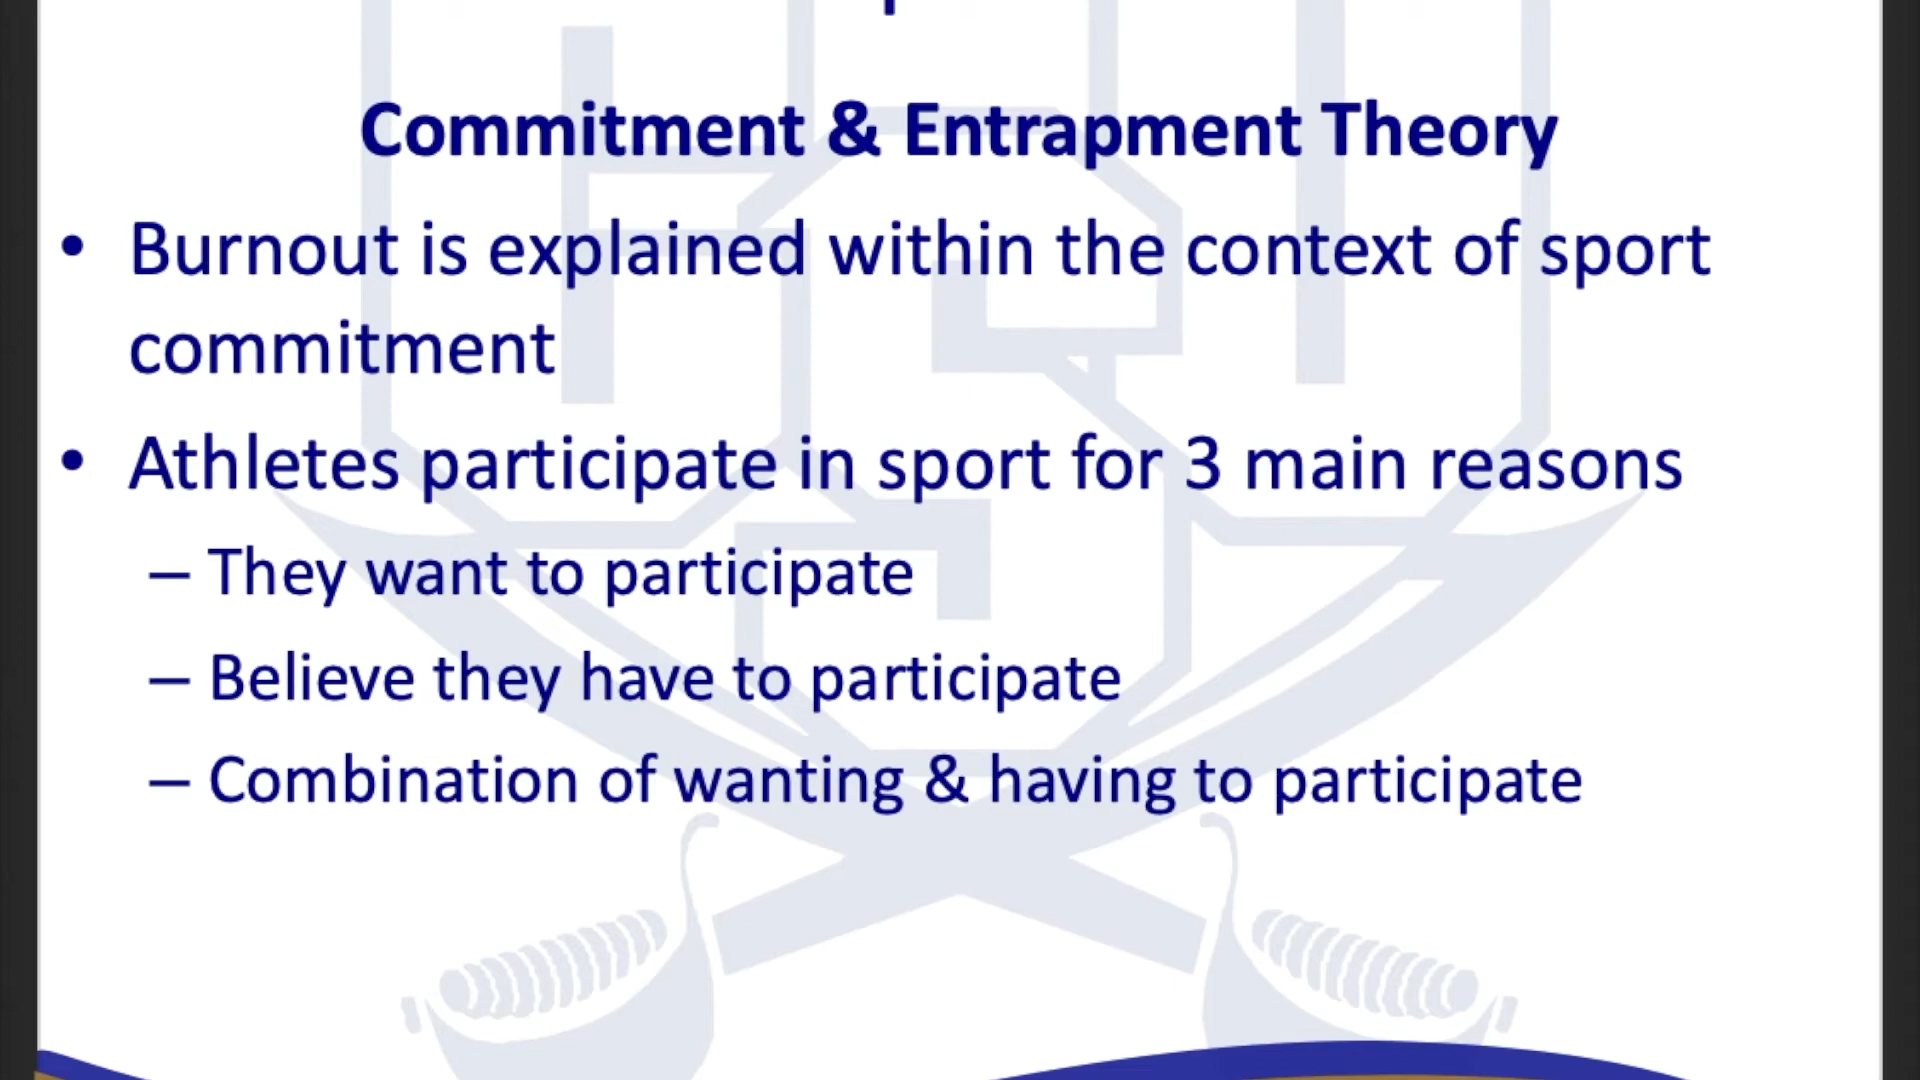 Commitment & Entrapment Theory
• Burnout is explained within the context of sport
commitment
• Athletes participate in sport for 3 main reasons
– They want to participate
– Believe they have to participate
– Combination of wanting & having to participate